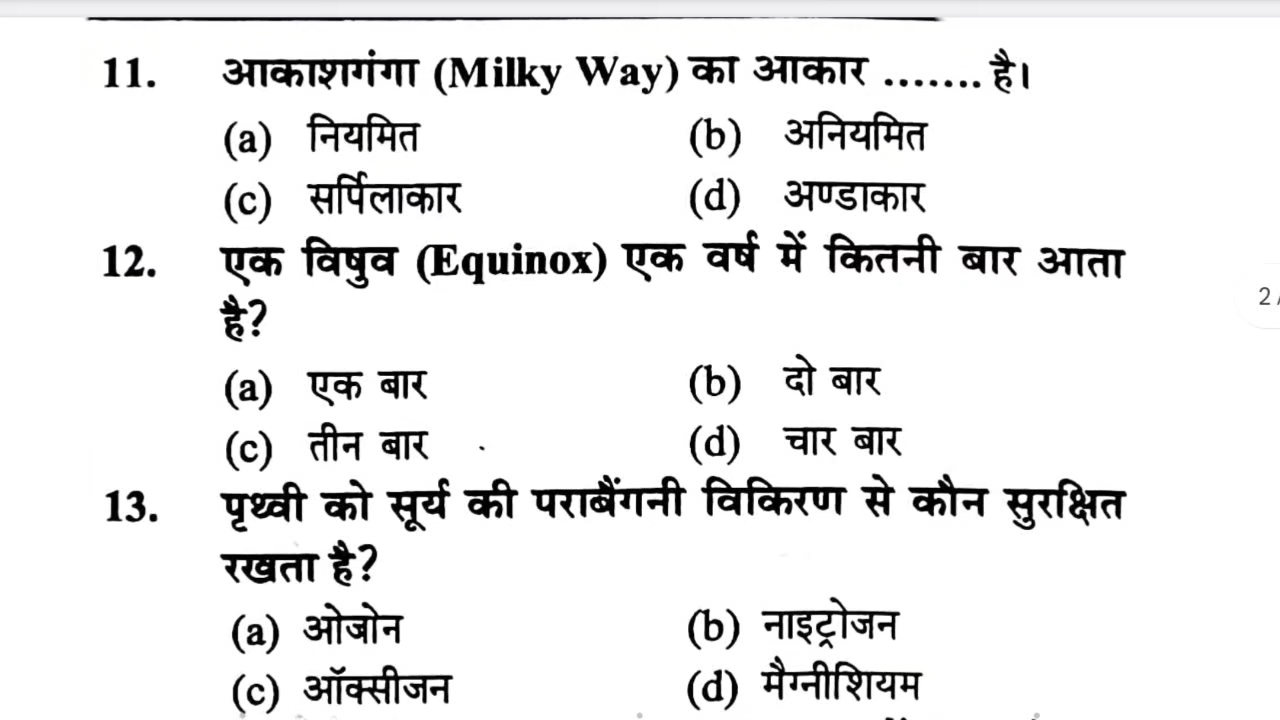 11. आकाशगंगा (Milky Way) का आकार ....... है।
(a) नियमित (b) अनियमित
(c) सर्पिलाकार (d) अण्डाकार
12. एक विषुव (Equinox) एक वर्ष में कितनी बार आता
है?
(a) एक बार (b) दो बार
(c) तीन बार (d) चार बार
13. पृथ्वी को सूर्य की पराबैंगनी विकिरण से कौन सुरक्षित
रखता है?
(a) ओजोन (b) नाइट्रोजन
(c) ऑक्सीजन (d) मैग्नीशियम
2/